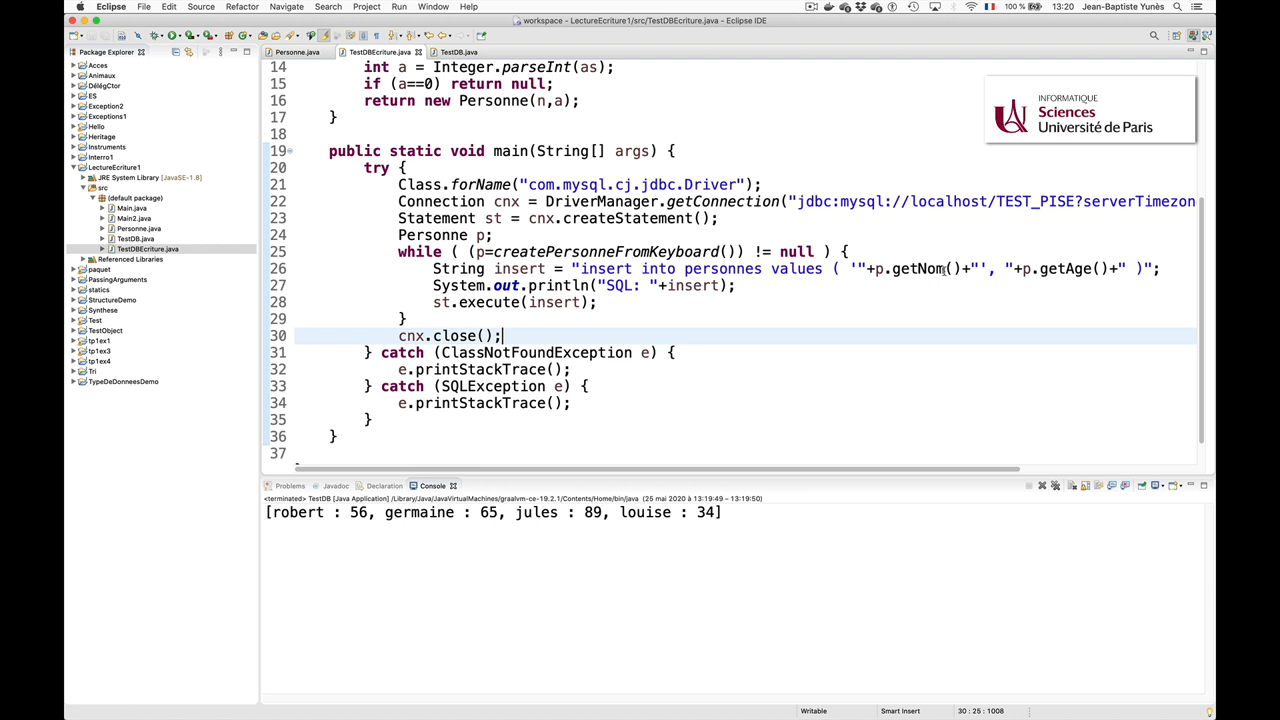 Eclipse File Edit Source Refactor Navigate Search Project Run Window Help 100 % 13:20 Jean-Baptiste Yunès
workspace - LectureEcriture1/src/TestDBEcriture.java - Eclipse IDE
Package Explorer
Acces
Animaux
DélégCtor
ES
Exception2
Exceptions1
Hello
Heritage
Instruments
Interro1
LectureEcriture1
JRE System Library [JavaSE-1.8]
src
(default package)
Main.java
Main2.java
Personne.java
TestDB.java
TestDBEcriture.java
Referenced Libraries
paquet
PassingArguments
statics
StructureDemo
Synthese
Test
TestObject
tp1ex1
tp1ex3
tp1ex4
Tri
TypeDeDonneesDemo
Personne.java TestDBEcriture.java TestDB.java
14 int a = Integer.parseInt(as);
15 if (a==0) return null;
16 return new Personne(n,a);
17 }
18
19 public static void main(String[] args) {
20 try {
21 Class.forName("com.mysql.cj.jdbc.Driver");
22 Connection cnx = DriverManager.getConnection("jdbc:mysql://localhost/TEST_PISE?serverTimezon
23 Statement st = cnx.createStatement();
24 Personne p;
25 while ( (p=createPersonneFromKeyboard()) != null ) {
26 String insert = "insert into personnes values ( '"+p.getNom()+"', "+p.getAge()+" )";
27 System.out.println("SQL: "+insert);
28 st.execute(insert);
29 }
30 cnx.close();
31 } catch (ClassNotFoundException e) {
32 e.printStackTrace();
33 } catch (SQLException e) {
34 e.printStackTrace();
35 }
36 }
37
INFORMATIQUE
Sciences
Université de Paris
Problems Javadoc Declaration Console
<terminated> TestDB [Java Application] /Library/Java/JavaVirtualMachines/graalvm-ce-19.2.1/Contents/Home/bin/java (25 mai 2020 à 13:19:49 – 13:19:50)
[robert : 56, germaine : 65, jules : 89, louise : 34]
Writable Smart Insert 30 : 25 : 1008